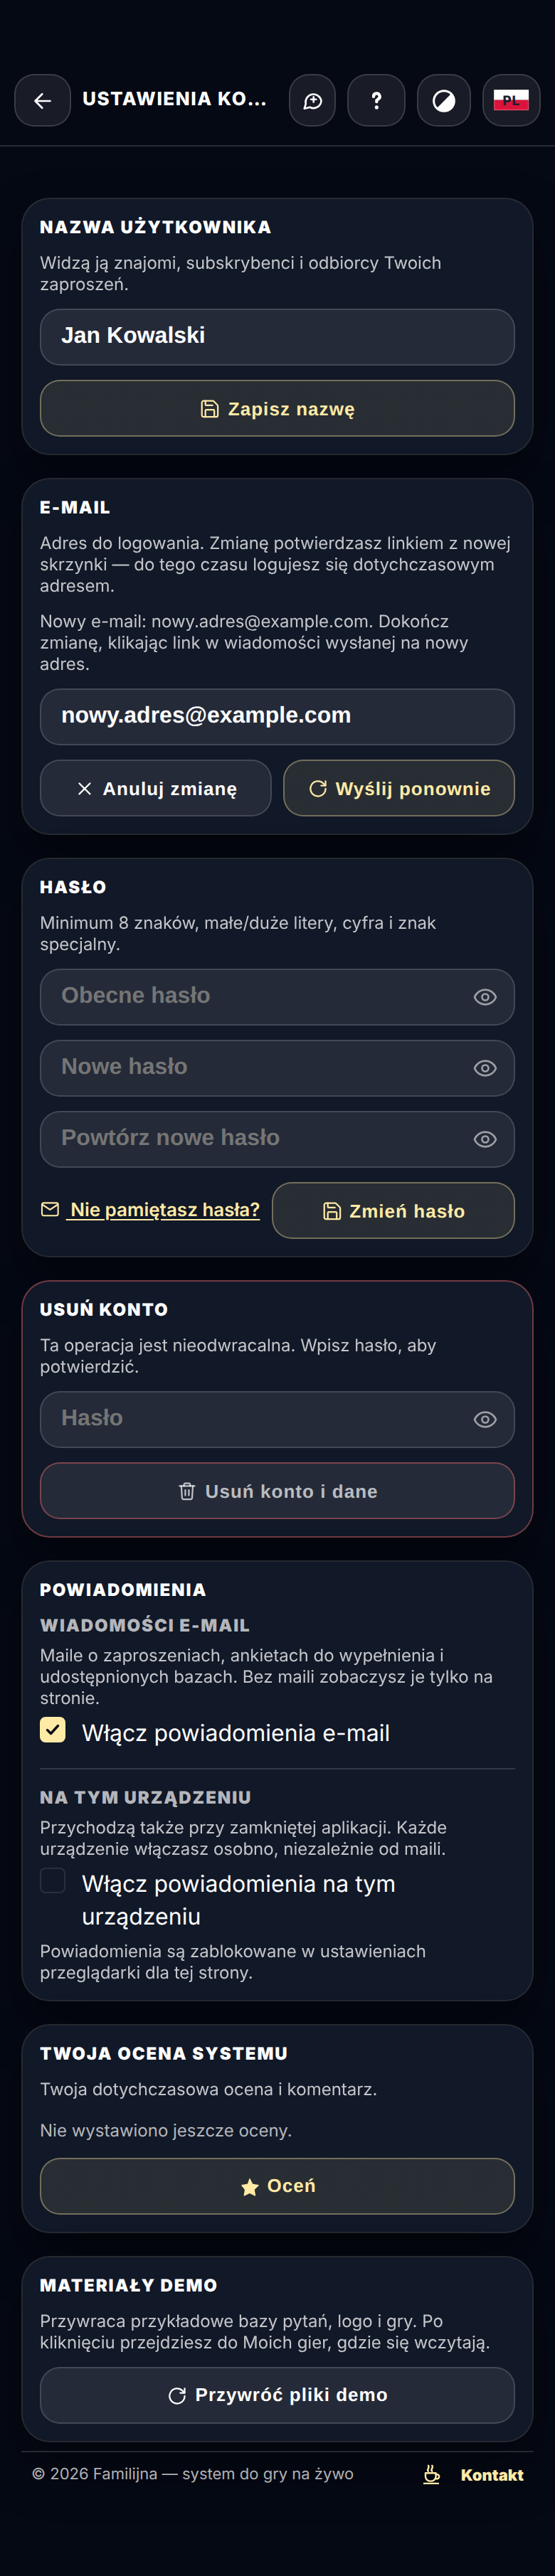 USTAWIENIA KO...
?
PL
NAZWA UŻYTKOWNIKA
Widzą ją znajomi, subskrybenci i odbiorcy Twoich
zaproszeń.
Jan Kowalski
Zapisz nazwę
E-MAIL
Adres do logowania. Zmianę potwierdzasz linkiem z nowej
skrzynki — do tego czasu logujesz się dotychczasowym
adresem.
Nowy e-mail: nowy.adres@example.com. Dokończ
zmianę, klikając link w wiadomości wysłanej na nowy
adres.
nowy.adres@example.com
Anuluj zmianę
Wyślij ponownie
HASŁO
Minimum 8 znaków, małe/duże litery, cyfra i znak
specjalny.
Obecne hasło
Nowe hasło
Powtórz nowe hasło
Nie pamiętasz hasła?
Zmień hasło
USUŃ KONTO
Ta operacja jest nieodwracalna. Wpisz hasło, aby
potwierdzić.
Hasło
Usuń konto i dane
POWIADOMIENIA
WIADOMOŚCI E-MAIL
Maile o zaproszeniach, ankietach do wypełnienia i
udostępnionych bazach. Bez maili zobaczysz je tylko na
stronie.
Włącz powiadomienia e-mail
NA TYM URZĄDZENIU
Przychodzą także przy zamkniętej aplikacji. Każde
urządzenie włączasz osobno, niezależnie od maili.
Włącz powiadomienia na tym
urządzeniu
Powiadomienia są zablokowane w ustawieniach
przeglądarki dla tej strony.
TWOJA OCENA SYSTEMU
Twoja dotychczasowa ocena i komentarz.
Nie wystawiono jeszcze oceny.
Oceń
MATERIAŁY DEMO
Przywraca przykładowe bazy pytań, logo i gry. Po
kliknięciu przejdziesz do Moich gier, gdzie się wczytają.
Przywróć pliki demo
© 2026 Familijna — system do gry na żywo
Kontakt